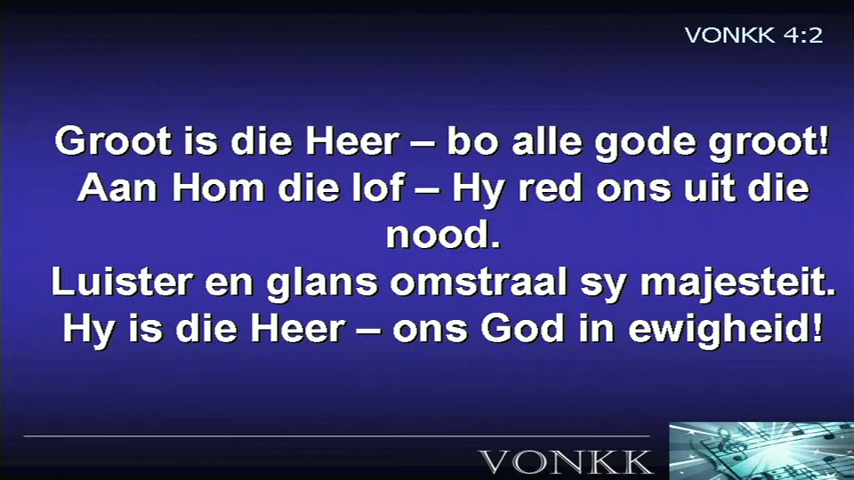 VONKK 4:2
Groot is die Heer – bo alle gode groot!
Aan Hom die lof – Hy red ons uit die
nood.
Luister en glans omstraal sy majesteit.
Hy is die Heer – ons God in ewigheid!
VONKK